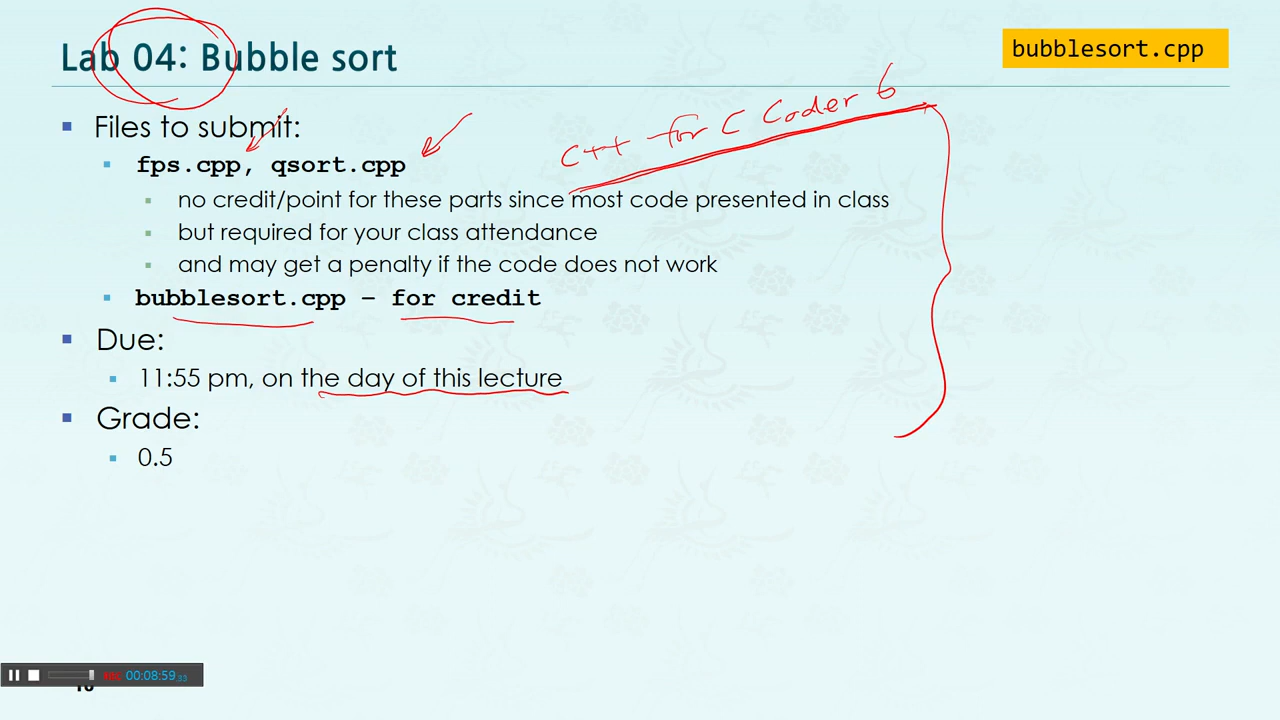 Lab 04: Bubble sort
bubblesort.cpp
C++ for C Coder 6
Files to submit:
fps.cpp, qsort.cpp
no credit/point for these parts since most code presented in class
but required for your class attendance
and may get a penalty if the code does not work
bubblesort.cpp – for credit
Due:
11:55 pm, on the day of this lecture
Grade:
0.5
REC 00:08:59.93